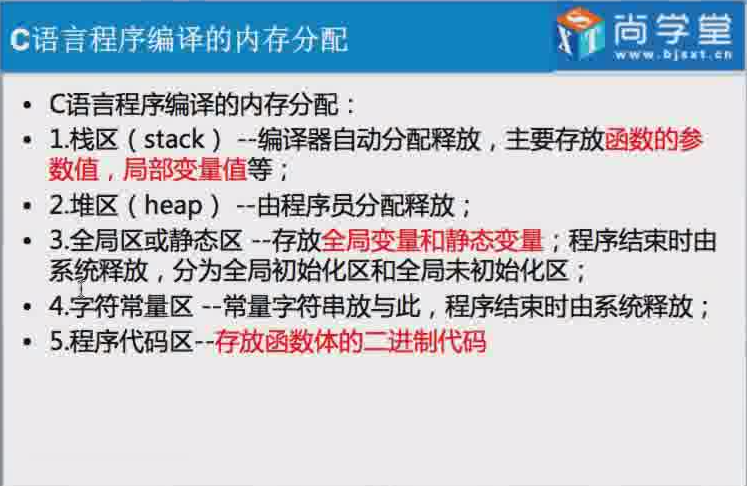 C语言程序编译的内存分配
尚学堂
www.bjsxt.cn
• C语言程序编译的内存分配：
• 1.栈区（stack） --编译器自动分配释放，主要存放函数的参
数值，局部变量值等；
• 2.堆区（heap） --由程序员分配释放；
• 3.全局区或静态区 --存放全局变量和静态变量；程序结束时由
系统释放，分为全局初始化区和全局未初始化区；
• 4.字符常量区 --常量字符串放与此，程序结束时由系统释放；
• 5.程序代码区--存放函数体的二进制代码